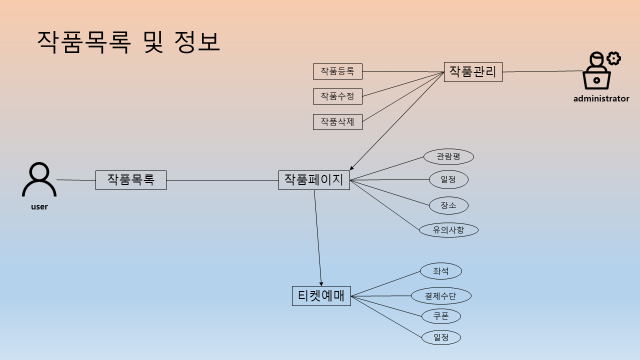 작품목록 및 정보
작품등록
작품수정
작품삭제
작품관리
administrator
user
작품목록
작품페이지
관람평
일정
장소
유의사항
티켓예매
좌석
결제수단
쿠폰
일정